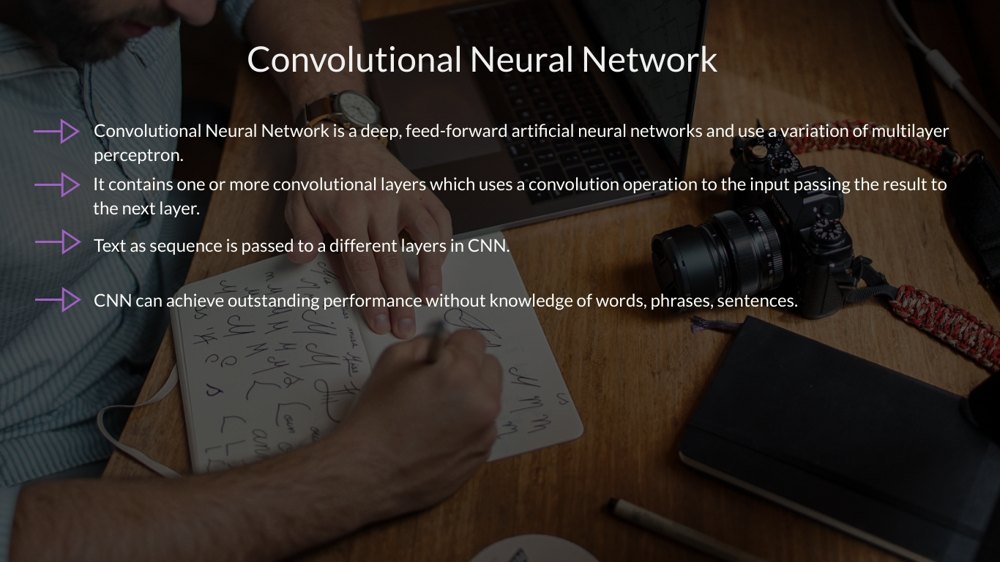 Convolutional Neural Network
Convolutional Neural Network is a deep, feed-forward artificial neural networks and use a variation of multilayer
perceptron.
It contains one or more convolutional layers which uses a convolution operation to the input passing the result to
the next layer.
Text as sequence is passed to a different layers in CNN.
CNN can achieve outstanding performance without knowledge of words, phrases, sentences.